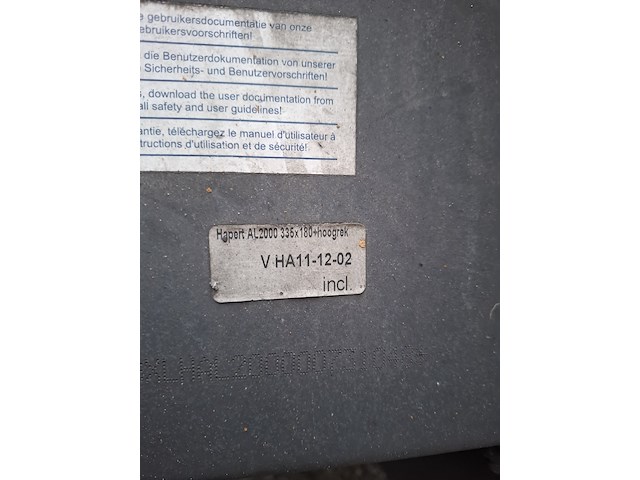 e gebruikersdocumentatie van onze
ebruikersvoorschriften!
die Benutzerdokumentation von unserer
Sicherheits- und Benutzervorschriften!
s, download the user documentation from
all safety and user guidelines!
antie, téléchargez le manuel d'utilisateur à
structions d'utilisation et de sécurité!
Hapert AL2000 335x180+hoogrek
V HA11-12-02
incl.